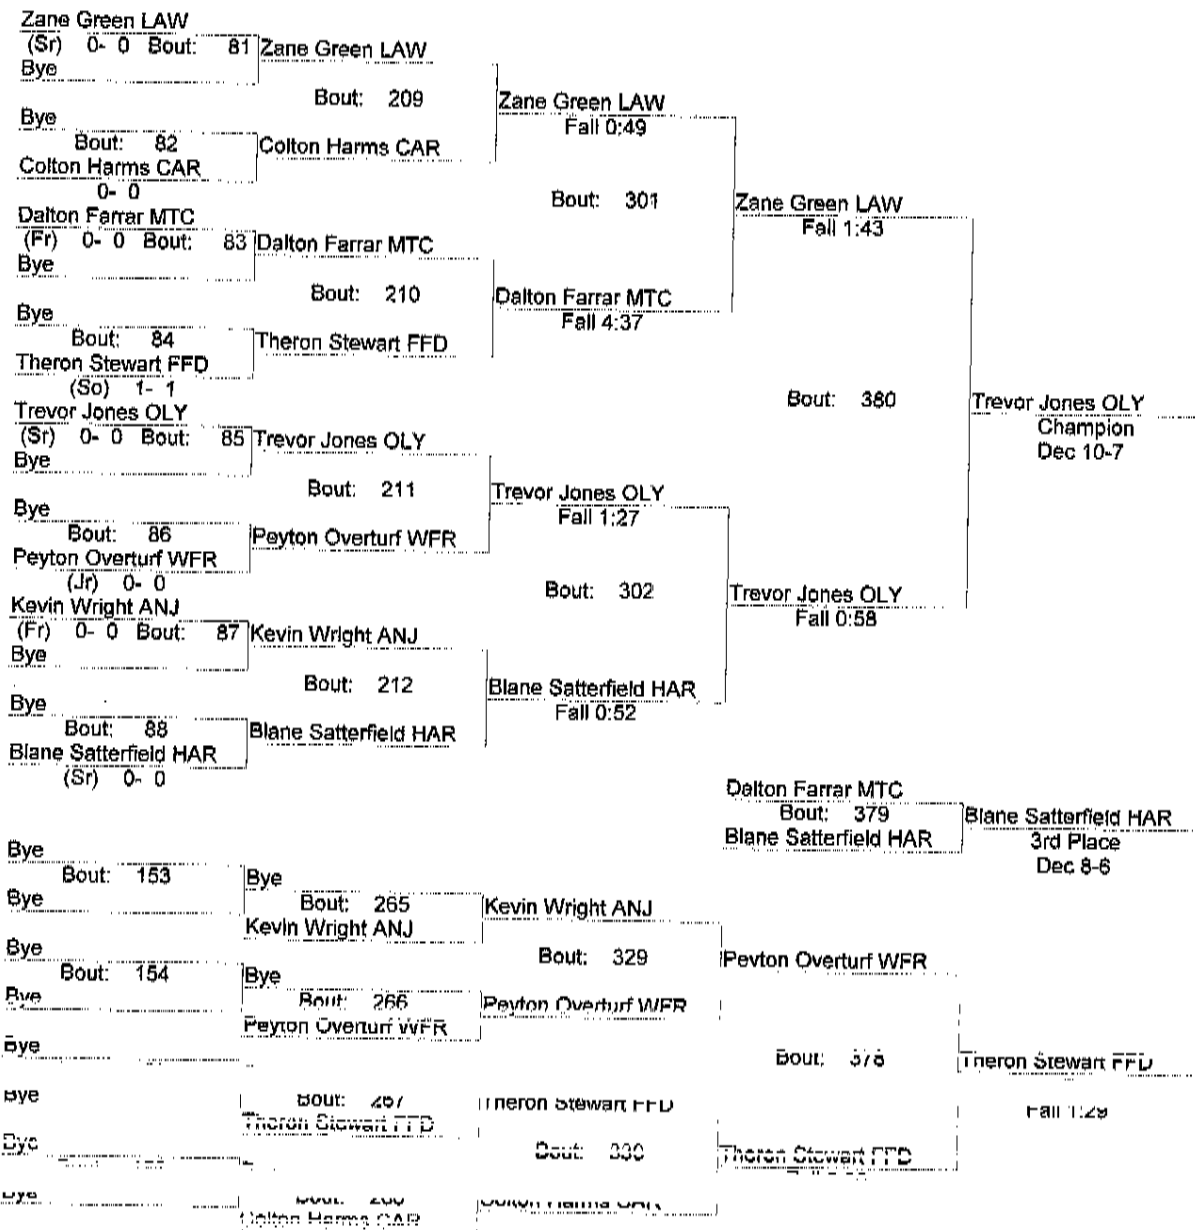 Zane Green LAW
(Sr) 0- 0 Bout: 81 Zane Green LAW
Bye
Bout: 209 Zane Green LAW
Bye Fall 0:49
Bout: 82 Colton Harms CAR
Colton Harms CAR
0- 0 Bout: 301 Zane Green LAW
Dalton Farrar MTC Fall 1:43
(Fr) 0- 0 Bout: 83 Dalton Farrar MTC
Bye
Bout: 210 Dalton Farrar MTC
Bye Fall 4:37
Bout: 84 Theron Stewart FFD
Theron Stewart FFD
(So) 1- 1 Bout: 380 Trevor Jones OLY
Trevor Jones OLY Champion
(Sr) 0- 0 Bout: 85 Trevor Jones OLY Dec 10-7
Bye
Bout: 211 Trevor Jones OLY
Bye Fall 1:27
Bout: 86 Peyton Overturf WFR
Peyton Overturf WFR
(Jr) 0- 0 Bout: 302 Trevor Jones OLY
Kevin Wright ANJ Fall 0:58
(Fr) 0- 0 Bout: 87 Kevin Wright ANJ
Bye
Bout: 212 Blane Satterfield HAR
Bye Fall 0:52
Bout: 88 Blane Satterfield HAR
Blane Satterfield HAR
(Sr) 0- 0
Dalton Farrar MTC
Bout: 379 Blane Satterfield HAR
Blane Satterfield HAR 3rd Place
Dec 8-6
Bye
Bout: 153 Bye
Bye Bout: 265 Kevin Wright ANJ
Kevin Wright ANJ
Bye Bout: 329 Peyton Overturf WFR
Bout: 154 Bye
Bye Bout: 266 Peyton Overturf WFR
Peyton Overturf WFR
Bye Bout: 378 Theron Stewart FFD
Bye Bout: 267 Theron Stewart FFD Fall 1:29
Theron Stewart FFD
Bye Bout: 330 Theron Stewart FFD
Bye Bout: Colton Harms CAR
Colton Harms CAR